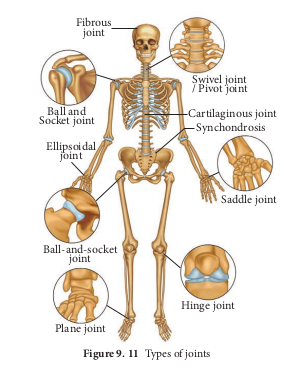 Fibrous
joint
Swivel joint
/ Pivot joint
Ball and
Socket joint
Cartilaginous joint
Synchondrosis
Ellipsoidal
joint
Saddle joint
Ball-and-socket
joint
Hinge joint
Plane joint
Figure 9. 11 Types of joints